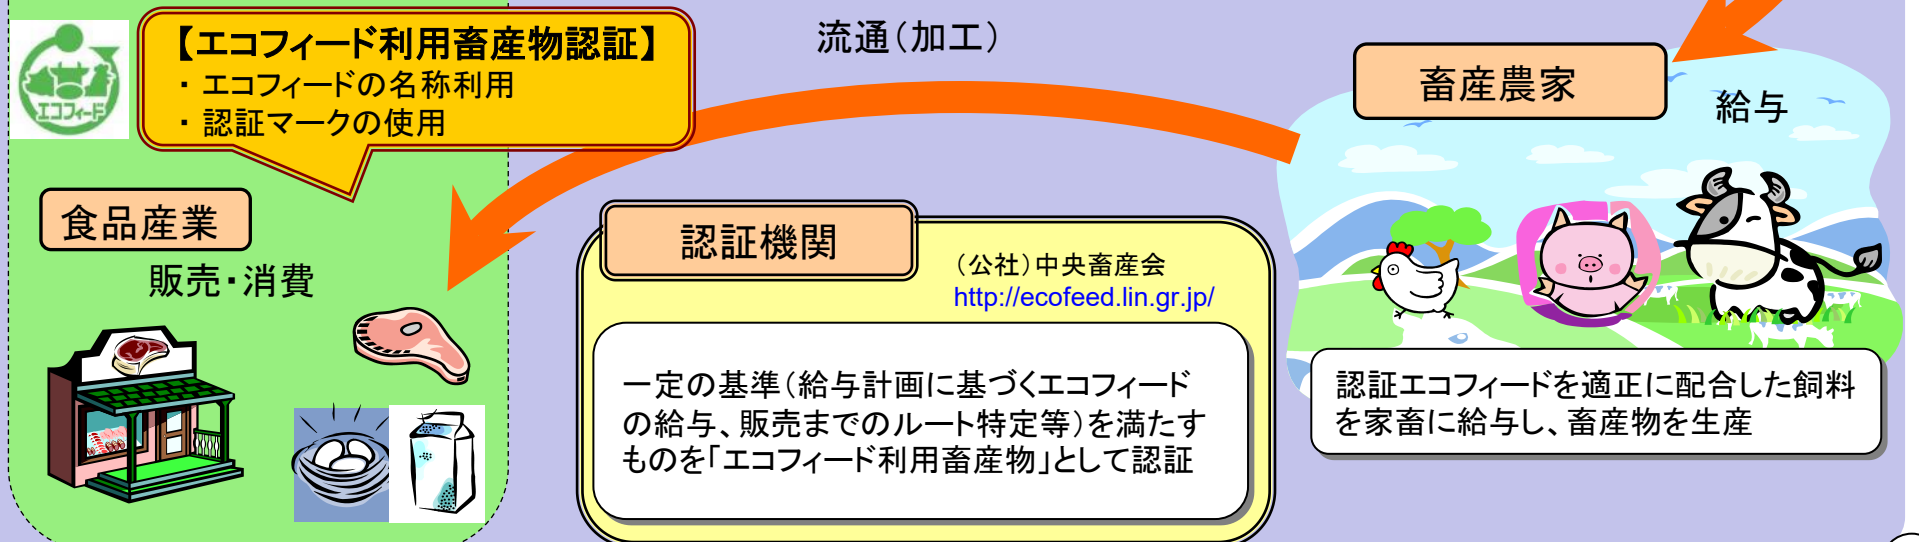 エコフィード
【エコフィード利用畜産物認証】
・ エコフィードの名称利用
・ 認証マークの使用
流通（加工）
畜産農家
給与
食品産業
販売・消費
認証機関
（公社）中央畜産会
http://ecofeed.lin.gr.jp/
一定の基準（給与計画に基づくエコフィード
の給与、販売までのルート特定等）を満たす
ものを「エコフィード利用畜産物」として認証
認証エコフィードを適正に配合した飼料
を家畜に給与し、畜産物を生産